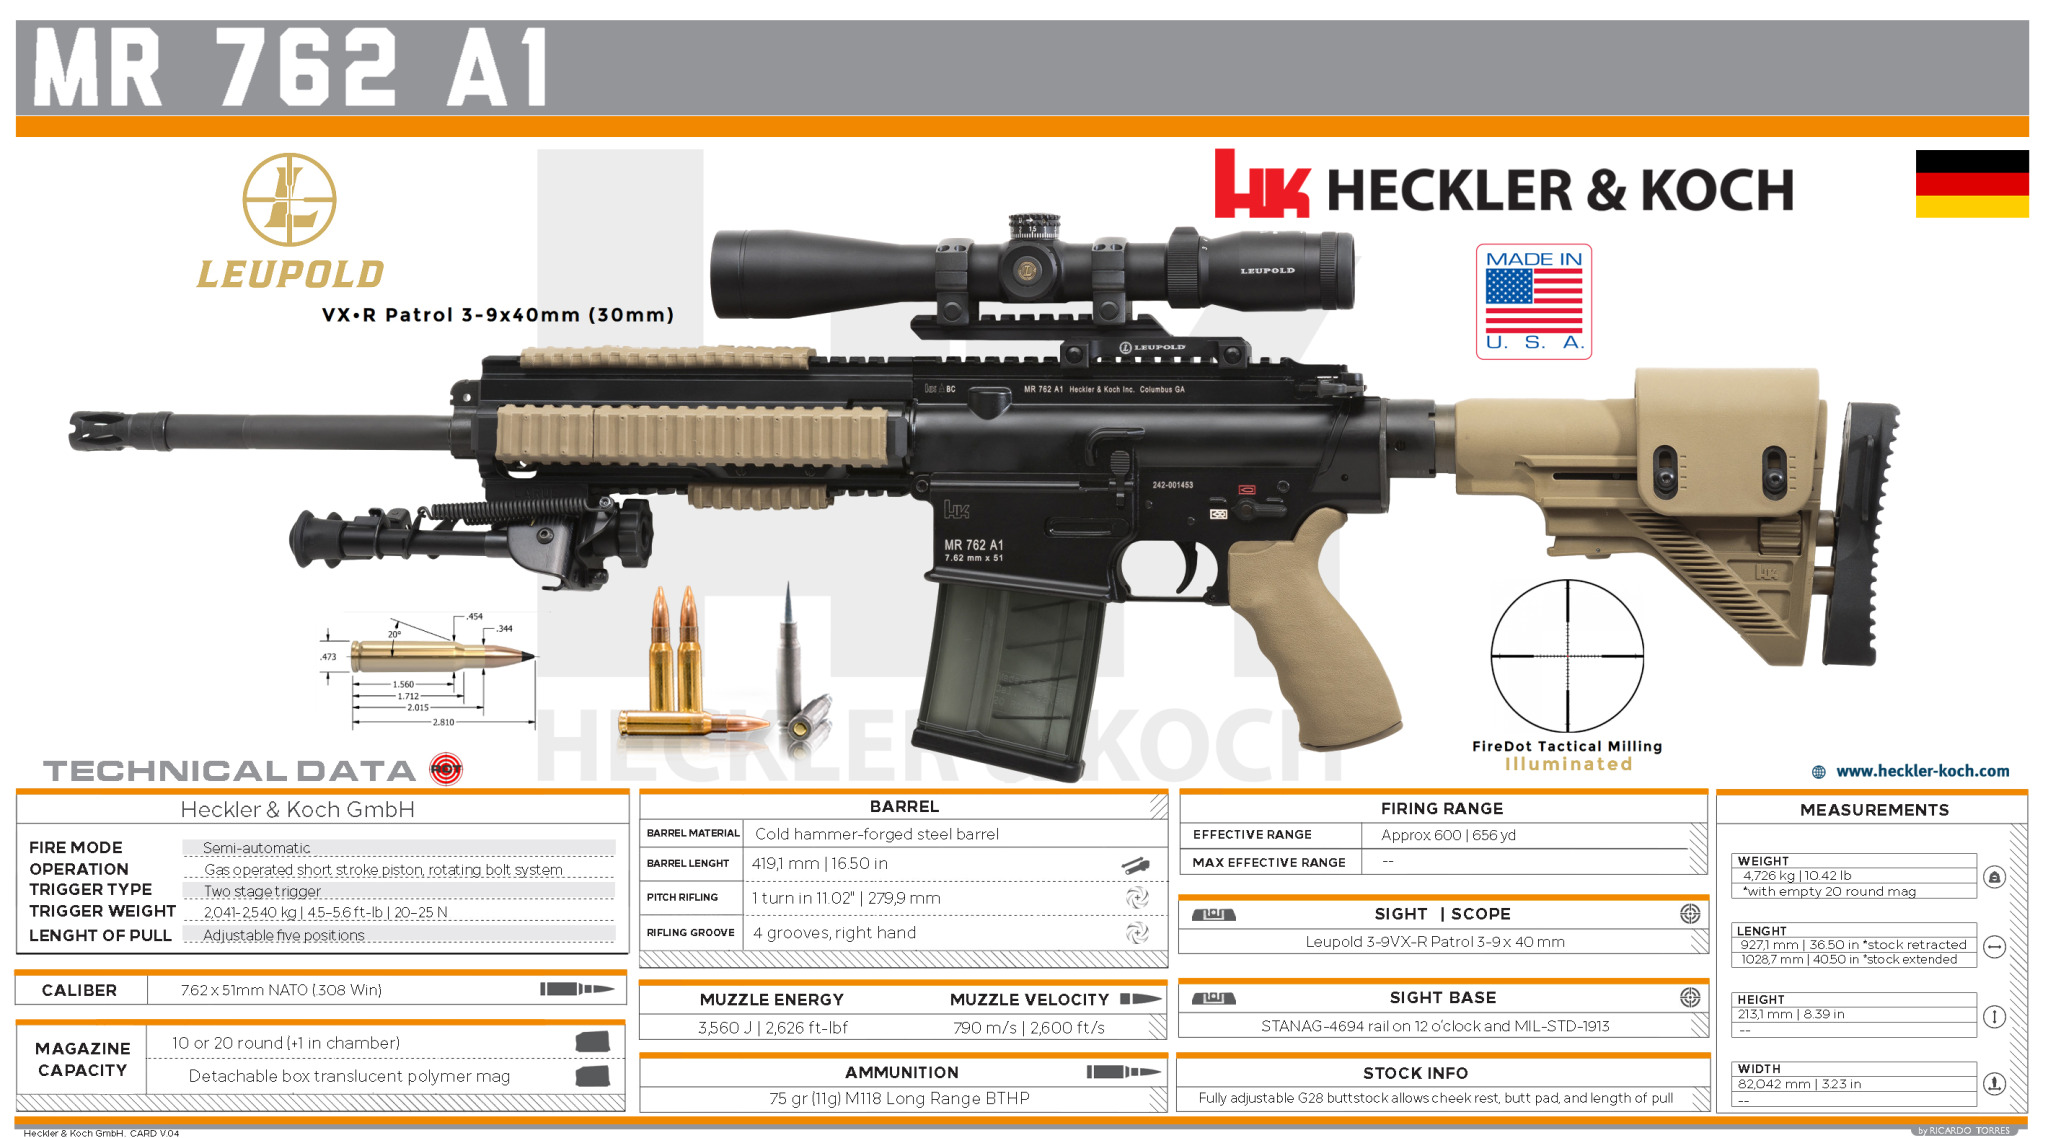 MR 762 A1
LEUPOLD
VX•R Patrol 3-9x40mm (30mm)
HK HECKLER & KOCH
MADE IN
U. S. A.
LEUPOLD
LEUPOLD
BC MR 762 A1 Heckler & Koch Inc. Columbus GA
242-001453
HK
MR 762 A1
7.62 mm x 51
HK
.454
20°
.344
.473
1.560
1.712
2.015
2.810
HECKLER & KOCH
FireDot Tactical Milling
Illuminated
TECHNICAL DATA
www.heckler-koch.com
Heckler & Koch GmbH
FIRE MODE Semi-automatic
OPERATION Gas operated short stroke piston, rotating bolt system
TRIGGER TYPE Two stage trigger
TRIGGER WEIGHT 2,041-2,540 kg | 4.5–5.6 ft-lb | 20–25 N
LENGHT OF PULL Adjustable five positions
CALIBER 7.62 x 51mm NATO (.308 Win)
MAGAZINE CAPACITY
10 or 20 round (+1 in chamber)
Detachable box translucent polymer mag
BARREL
BARREL MATERIAL Cold hammer-forged steel barrel
BARREL LENGHT 419,1 mm | 16.50 in
PITCH RIFLING 1 turn in 11.02" | 279,9 mm
RIFLING GROOVE 4 grooves, right hand
MUZZLE ENERGY MUZZLE VELOCITY
3,560 J | 2,626 ft-lbf 790 m/s | 2,600 ft/s
AMMUNITION
75 gr (11g) M118 Long Range BTHP
FIRING RANGE
EFFECTIVE RANGE Approx 600 | 656 yd
MAX EFFECTIVE RANGE --
SIGHT | SCOPE
Leupold 3-9VX-R Patrol 3-9 x 40 mm
SIGHT BASE
STANAG-4694 rail on 12 o'clock and MIL-STD-1913
STOCK INFO
Fully adjustable G28 buttstock allows cheek rest, butt pad, and length of pull
MEASUREMENTS
WEIGHT
4,726 kg | 10.42 lb
*with empty 20 round mag
LENGHT
927,1 mm | 36.50 in *stock retracted
1028,7 mm | 40.50 in *stock extended
HEIGHT
213,1 mm | 8.39 in
--
WIDTH
82,042 mm | 3.23 in
--
Heckler & Koch GmbH. CARD V.04
by RICARDO TORRES